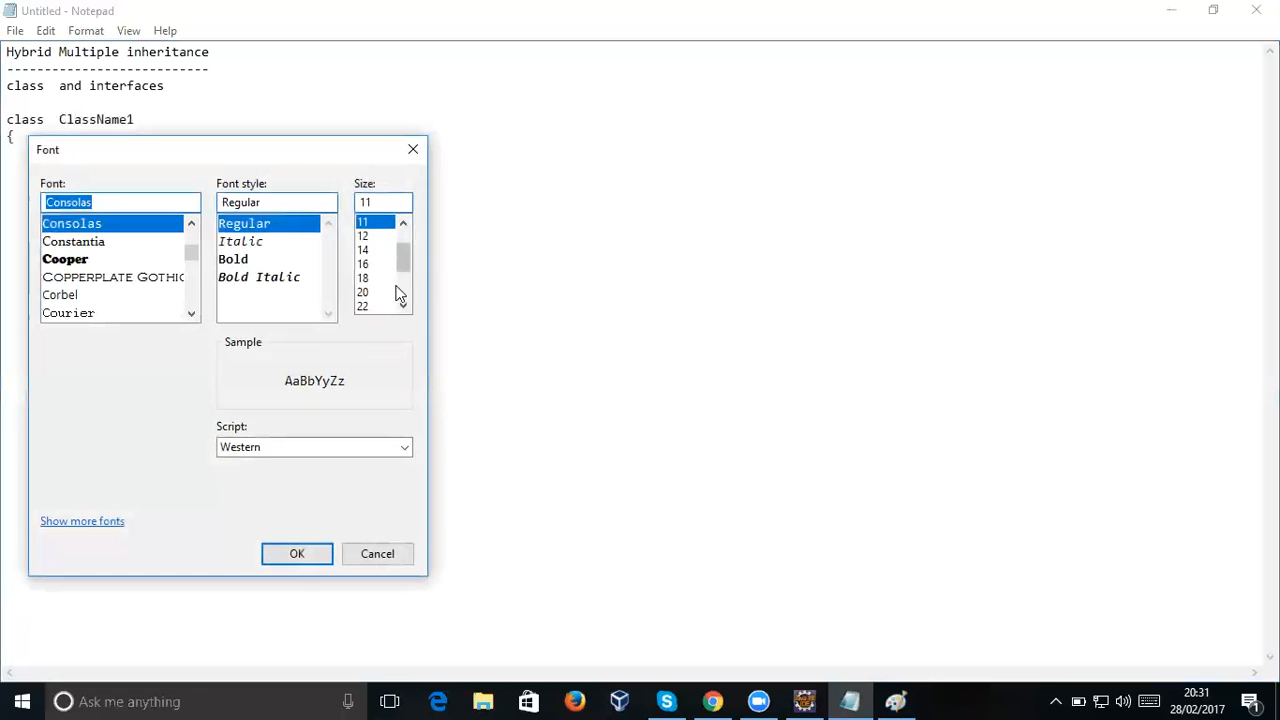 Untitled - Notepad
File Edit Format View Help
Hybrid Multiple inheritance
---------------------------
class  and interfaces
class  ClassName1
{
Font
Font: Font style: Size:
Consolas Regular 11
Consolas Regular 11
Constantia Italic 12
Cooper Bold 14
COPPERPLATE GOTHIC Bold Italic 16
Corbel 18
Courier 20
22
Sample
AaBbYyZz
Script:
Western
Show more fonts
OK Cancel
Ask me anything
20:31
28/02/2017
1